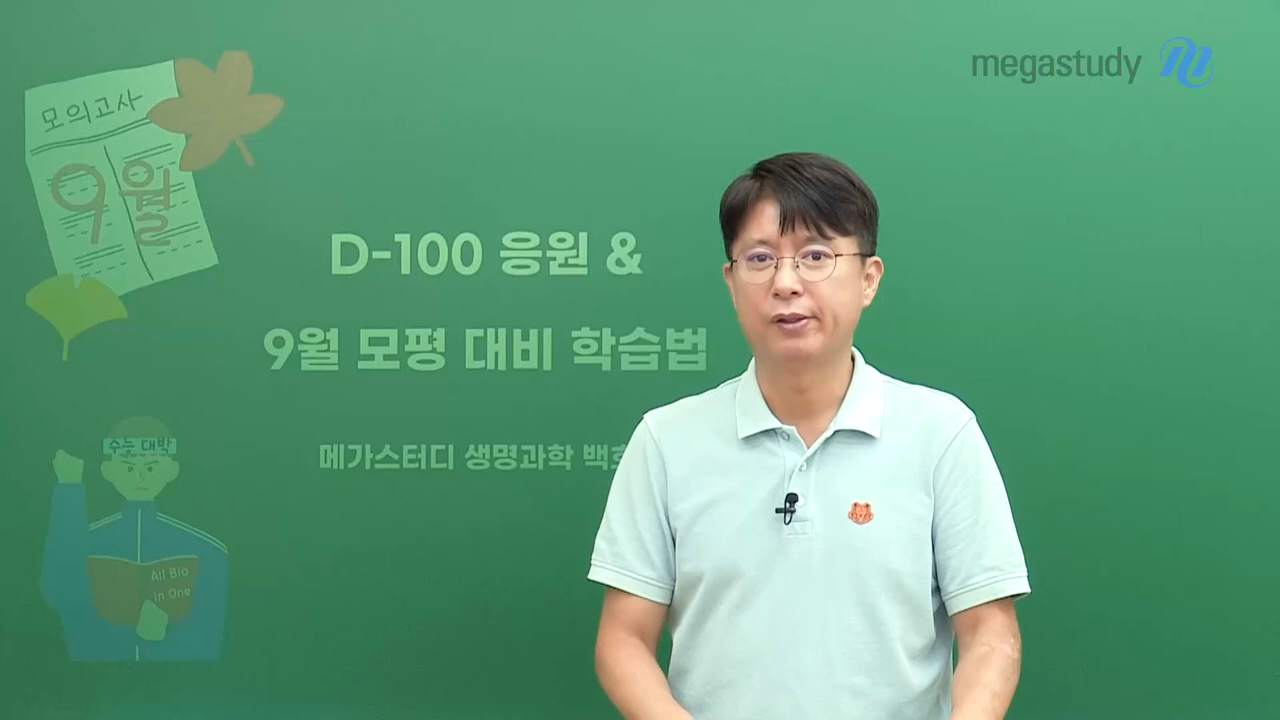 megastudy
모의고사
9월
D-100 응원 &
9월 모평 대비 학습법
메가스터디 생명과학
수능 대박
All Bio
in One